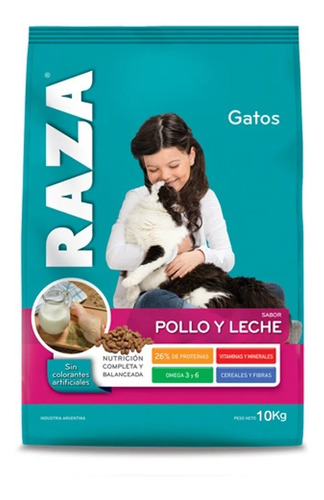 RAZA®
Gatos
SABOR
POLLO Y LECHE
Sin
colorantes
artificiales
NUTRICIÓN
COMPLETA Y
BALANCEADA
26% DE PROTEINAS
VITAMINAS Y MINERALES
OMEGA 3 y 6
CEREALES Y FIBRAS
INDUSTRIA ARGENTINA
PESO NETO 10Kg